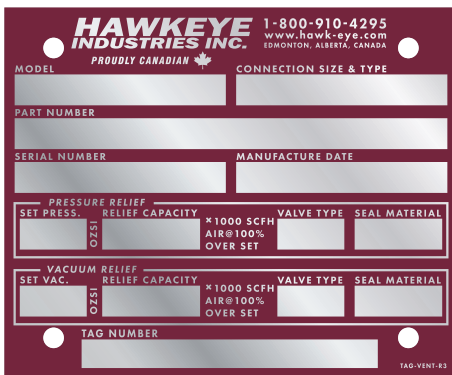 HAWKEYE
INDUSTRIES INC.
PROUDLY CANADIAN
1-800-910-4295
www.hawk-eye.com
EDMONTON, ALBERTA, CANADA
MODEL
CONNECTION SIZE & TYPE
PART NUMBER
SERIAL NUMBER
MANUFACTURE DATE
PRESSURE RELIEF
SET PRESS.
OZSI
RELIEF CAPACITY
×1000 SCFH
AIR@100%
OVER SET
VALVE TYPE
SEAL MATERIAL
VACUUM RELIEF
SET VAC.
OZSI
RELIEF CAPACITY
×1000 SCFH
AIR@100%
OVER SET
VALVE TYPE
SEAL MATERIAL
TAG NUMBER
TAG-VENT-R3